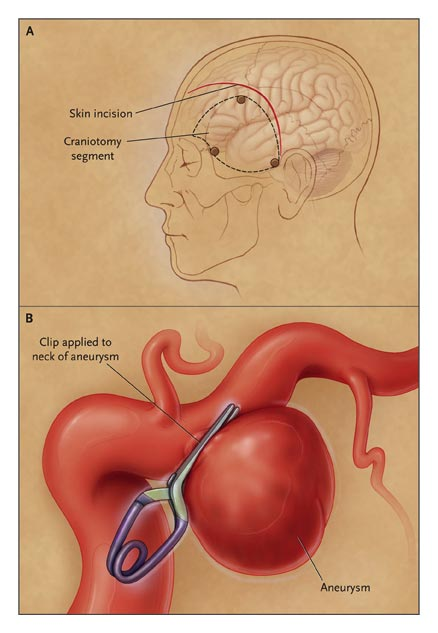 A
Skin incision
Craniotomy
segment
B
Clip applied to
neck of aneurysm
Aneurysm